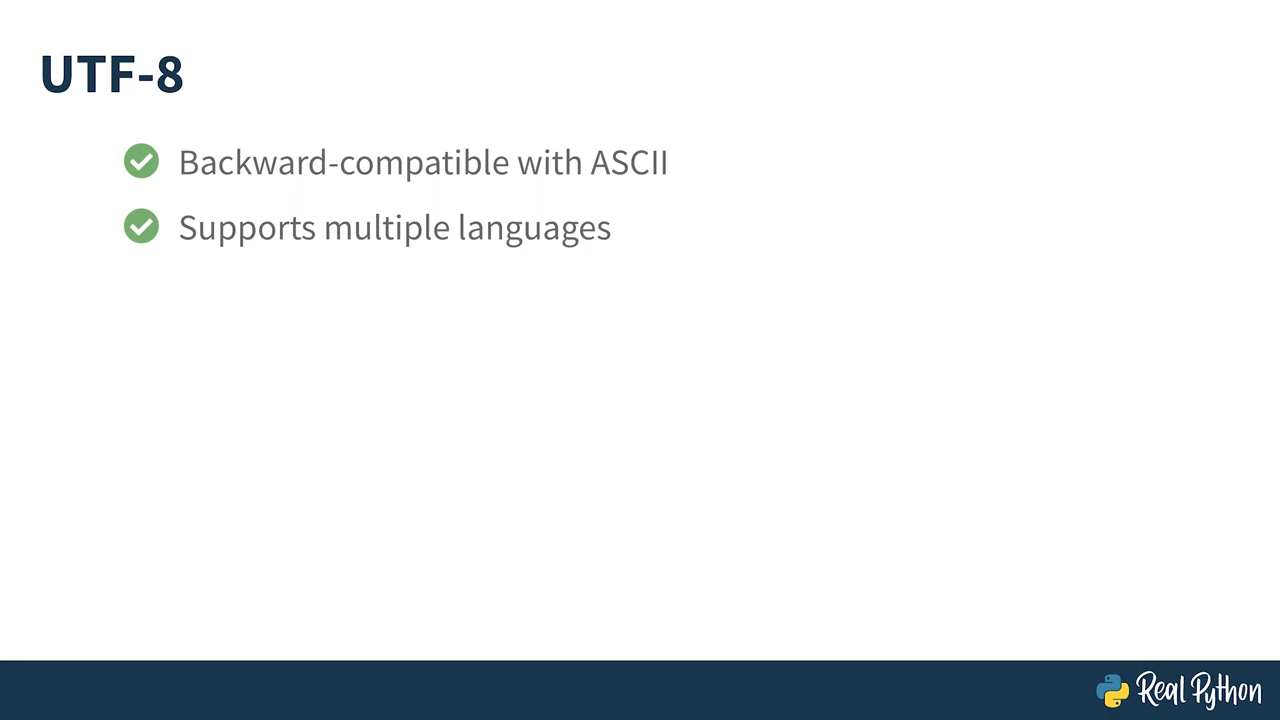 UTF-8
Backward-compatible with ASCII
Supports multiple languages
Real Python